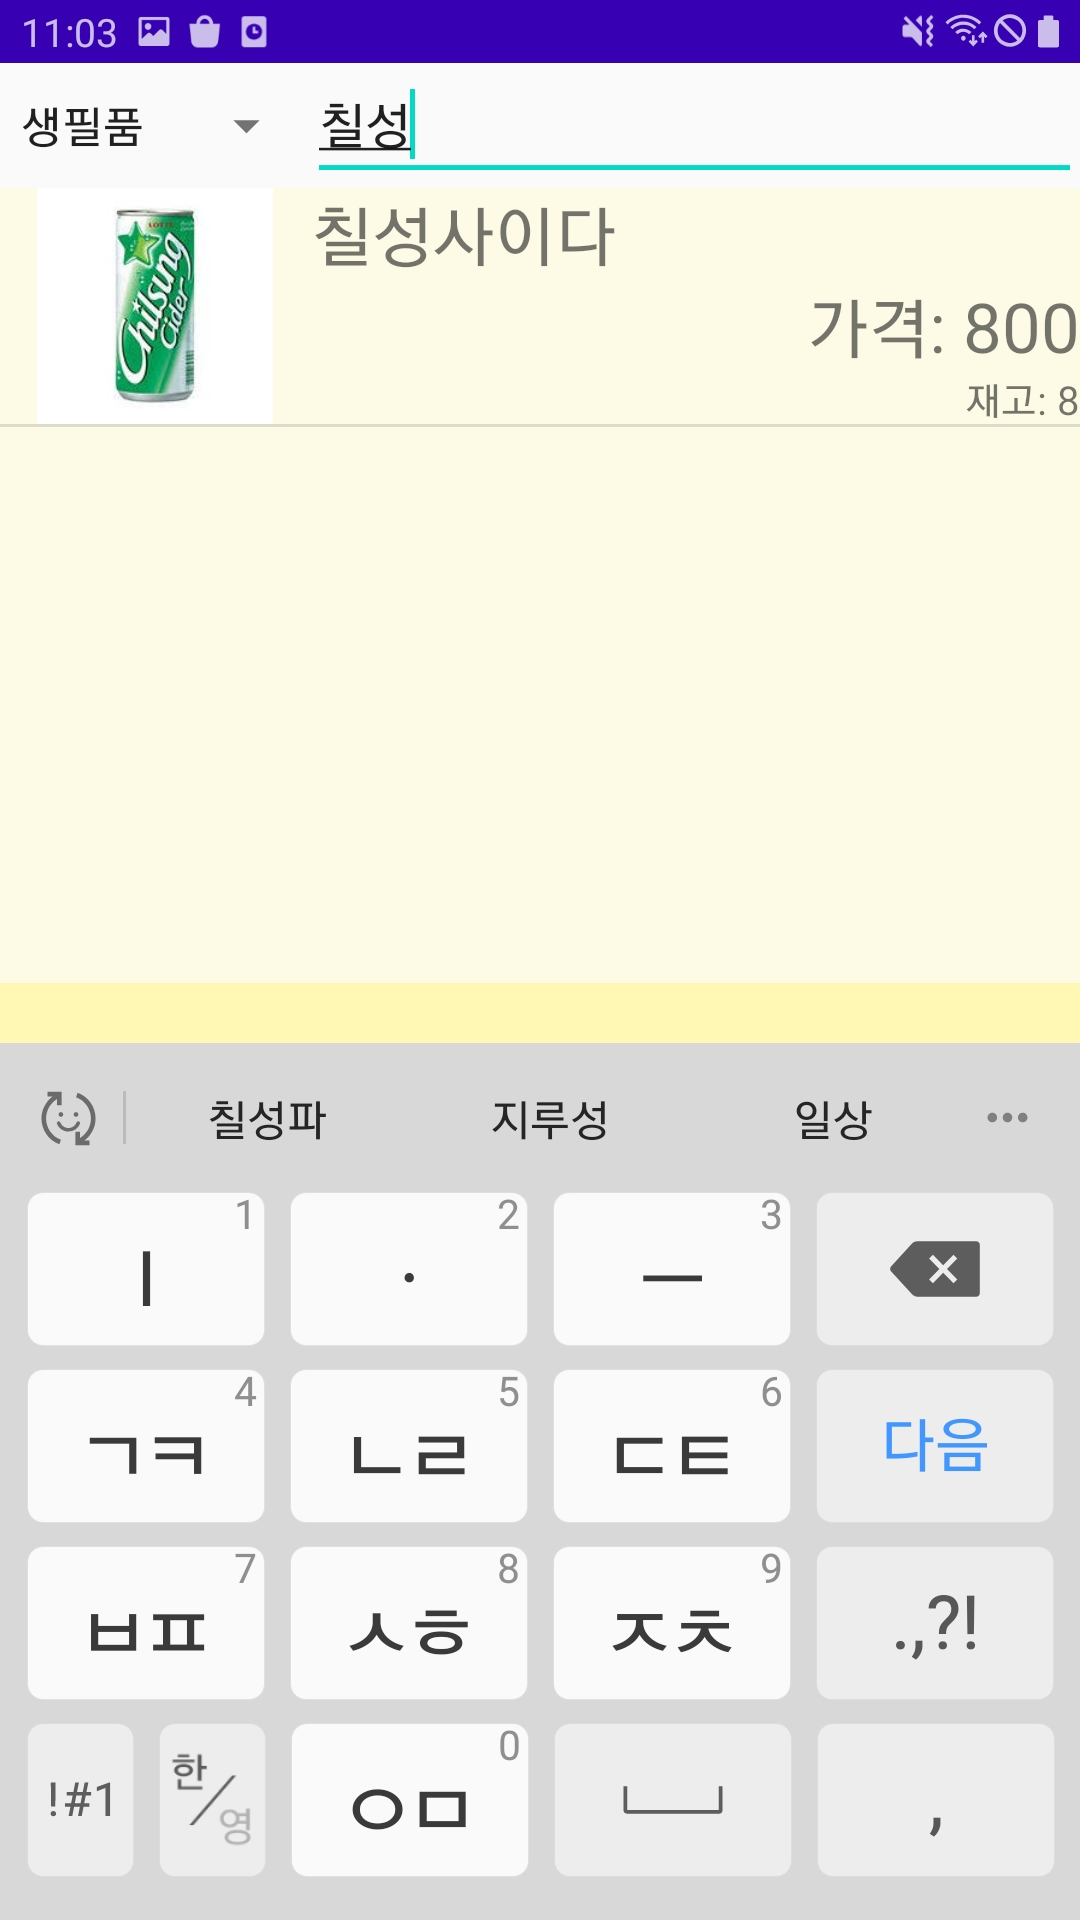 11:03
생필품
칠성
LOTTE
Chilsung
Cider
칠성사이다
가격: 800
재고: 8
칠성파 지루성 일상 •••
1 2 3
ㅣ · ㅡ
4 5 6
ㄱㅋ ㄴㄹ ㄷㅌ 다음
7 8 9
ㅂㅍ ㅅㅎ ㅈㅊ .,?!
0
!#1 한/영 ㅇㅁ ,